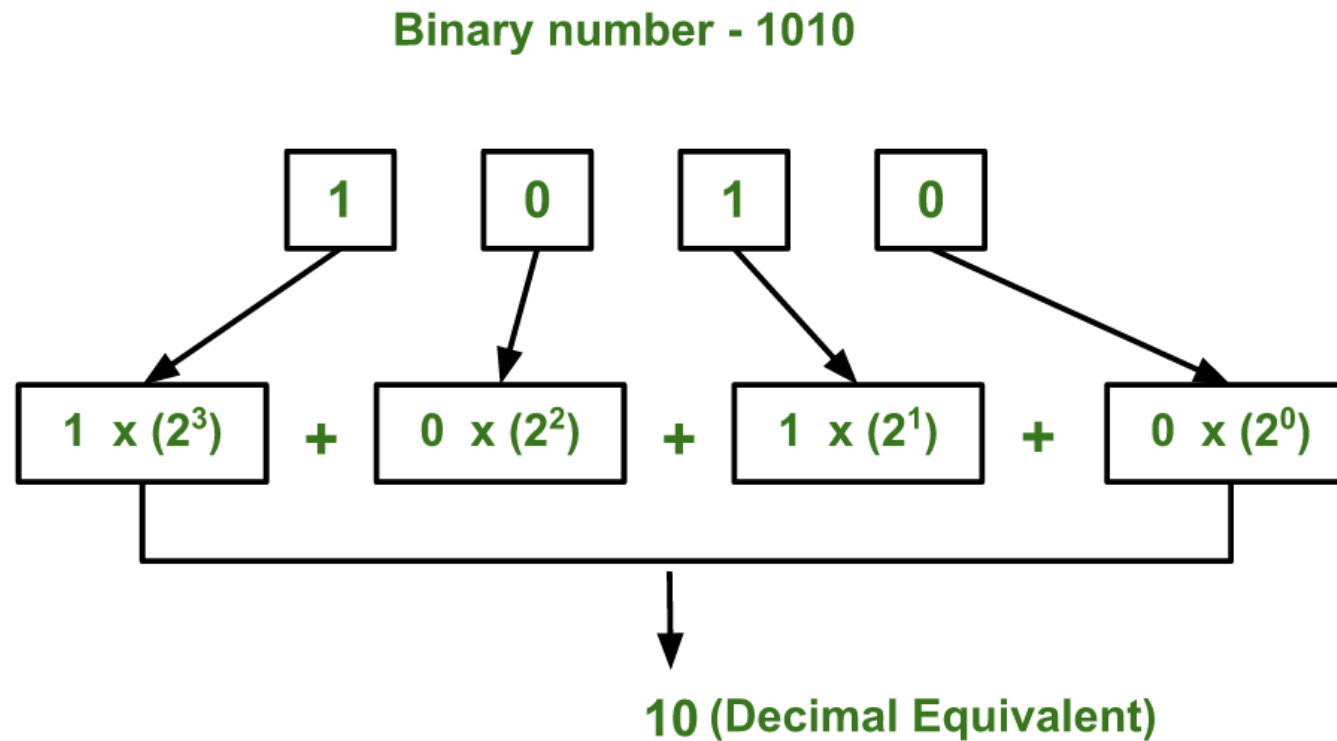 Binary number - 1010
1 0 1 0
1 x (2³) + 0 x (2²) + 1 x (2¹) + 0 x (2⁰)
10 (Decimal Equivalent)